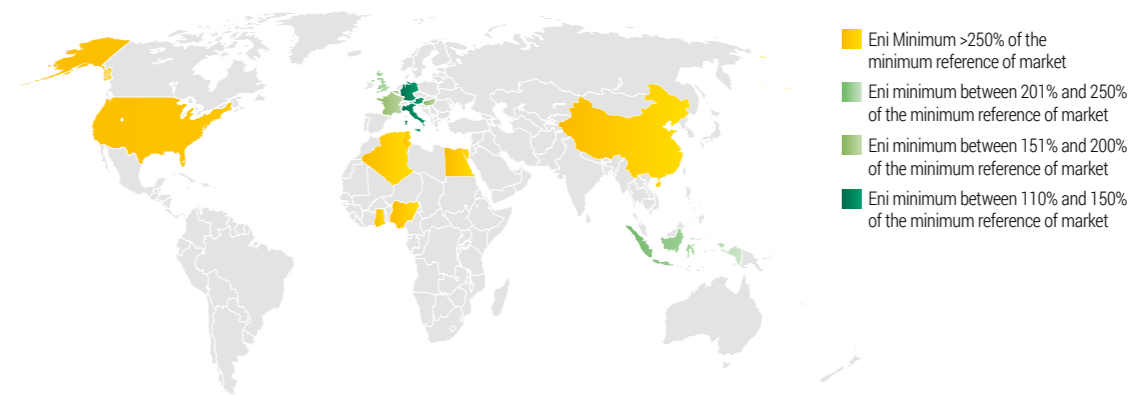 Eni Minimum >250% of the
minimum reference of market
Eni minimum between 201% and 250%
of the minimum reference of market
Eni minimum between 151% and 200%
of the minimum reference of market
Eni minimum between 110% and 150%
of the minimum reference of market